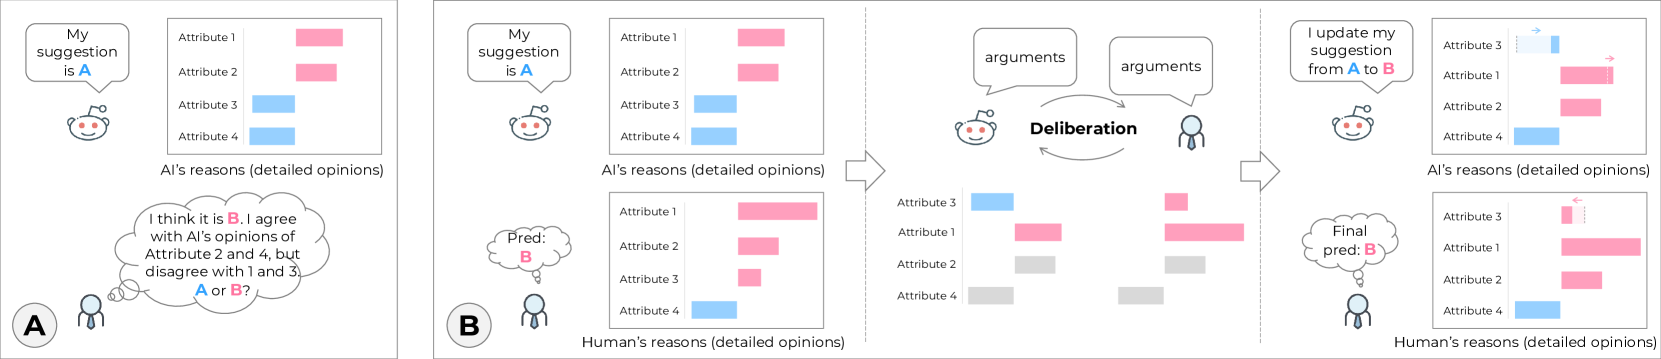 My
suggestion
is A
Attribute 1
Attribute 2
Attribute 3
Attribute 4
AI's reasons (detailed opinions)
I think it is B. I agree
with AI's opinions of
Attribute 2 and 4, but
disagree with 1 and 3.
A or B?
A
My
suggestion
is A
Attribute 1
Attribute 2
Attribute 3
Attribute 4
AI's reasons (detailed opinions)
Pred:
B
Attribute 1
Attribute 2
Attribute 3
Attribute 4
Human's reasons (detailed opinions)
B
arguments
arguments
Deliberation
Attribute 3
Attribute 1
Attribute 2
Attribute 4
I update my
suggestion
from A to B
Attribute 3
Attribute 1
Attribute 2
Attribute 4
AI's reasons (detailed opinions)
Final
pred: B
Attribute 3
Attribute 1
Attribute 2
Attribute 4
Human's reasons (detailed opinions)